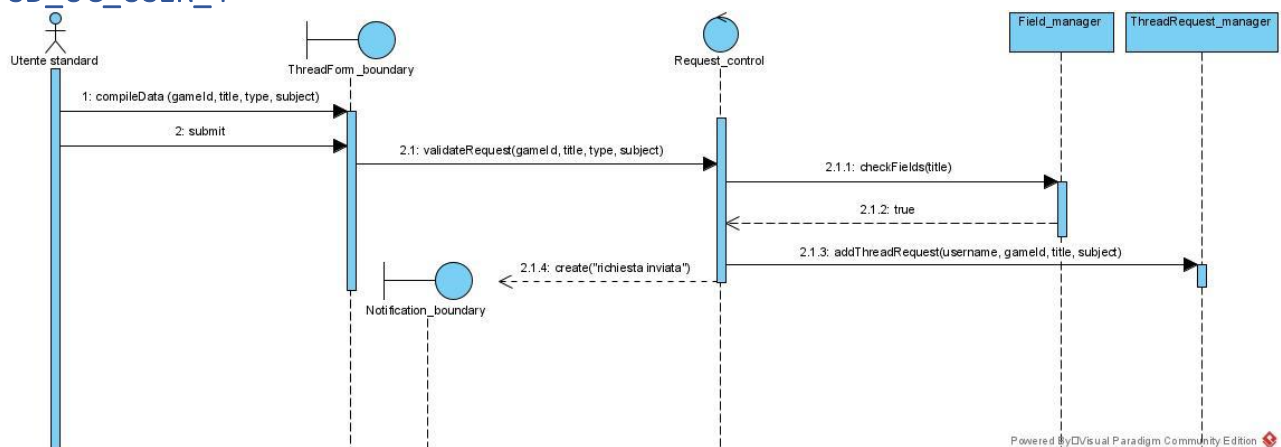 Utente standard
ThreadForm_boundary
Request_control
Field_manager
ThreadRequest_manager
1: compileData (gameId, title, type, subject)
2: submit
2.1: validateRequest(gameId, title, type, subject)
2.1.1: checkFields(title)
2.1.2: true
2.1.3: addThreadRequest(username, gameId, title, subject)
2.1.4: create("richiesta inviata")
Notification_boundary
Powered By Visual Paradigm Community Edition